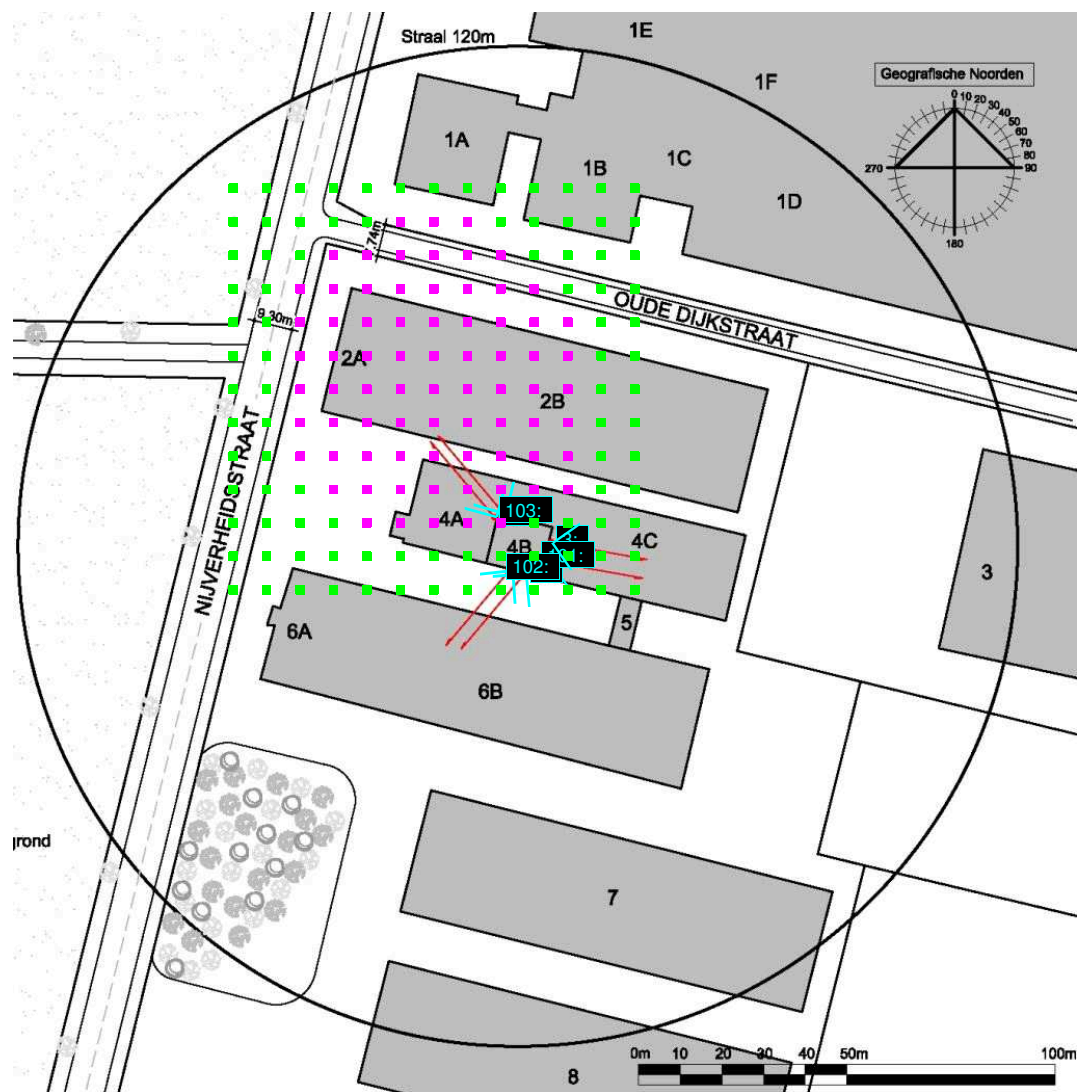 Straal 120m
1E
1F
Geografische Noorden
0 10 20 30 40 50 60 70 80 90
270
180
1A
1B
1C
1D
.74m
OUDE DIJKSTRAAT
9.30m
2A
2B
NIJVERHEIDSSTRAAT
103:
4A
4B
4C
102:
3
5
6A
6B
grond
7
8
0m 10 20 30 40 50m 100m